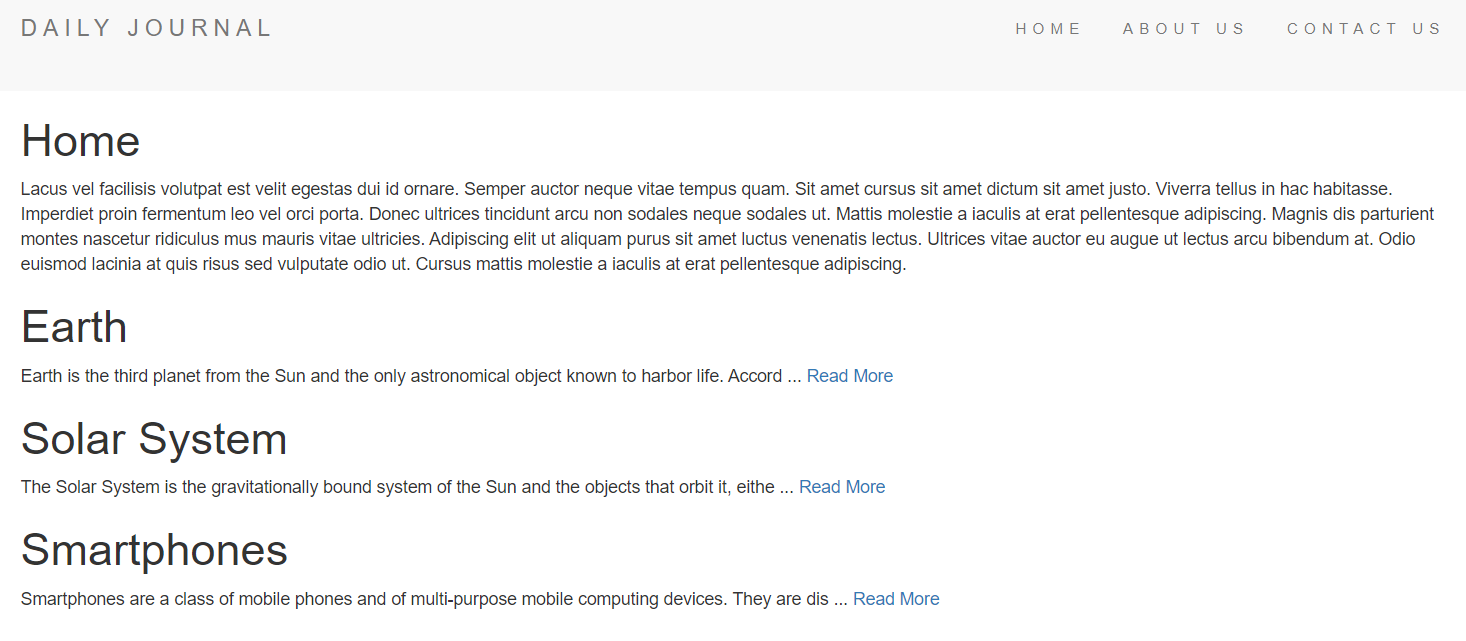 DAILY JOURNAL
HOME ABOUT US CONTACT US
Home
Lacus vel facilisis volutpat est velit egestas dui id ornare. Semper auctor neque vitae tempus quam. Sit amet cursus sit amet dictum sit amet justo. Viverra tellus in hac habitasse.
Imperdiet proin fermentum leo vel orci porta. Donec ultrices tincidunt arcu non sodales neque sodales ut. Mattis molestie a iaculis at erat pellentesque adipiscing. Magnis dis parturient
montes nascetur ridiculus mus mauris vitae ultricies. Adipiscing elit ut aliquam purus sit amet luctus venenatis lectus. Ultrices vitae auctor eu augue ut lectus arcu bibendum at. Odio
euismod lacinia at quis risus sed vulputate odio ut. Cursus mattis molestie a iaculis at erat pellentesque adipiscing.
Earth
Earth is the third planet from the Sun and the only astronomical object known to harbor life. Accord ... Read More
Solar System
The Solar System is the gravitationally bound system of the Sun and the objects that orbit it, eithe ... Read More
Smartphones
Smartphones are a class of mobile phones and of multi-purpose mobile computing devices. They are dis ... Read More